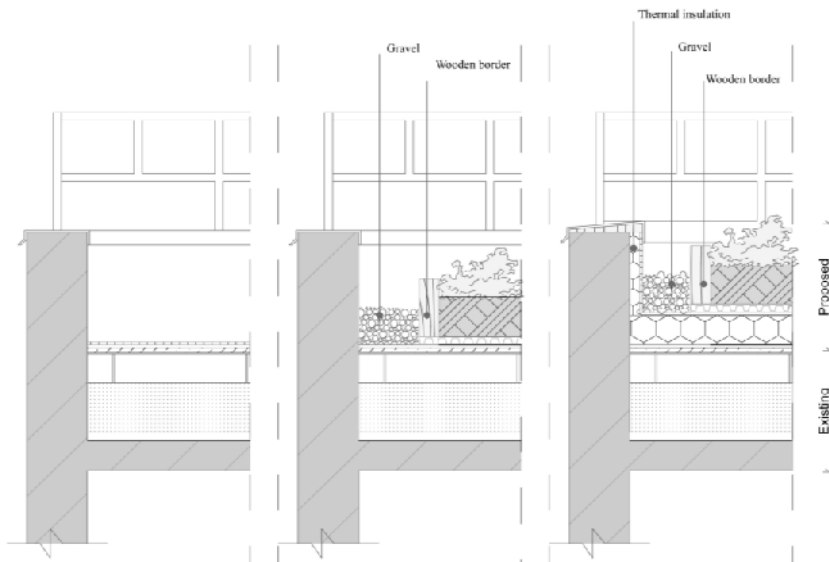 Gravel
Wooden border
Thermal insulation
Gravel
Wooden border
Proposed
Existing